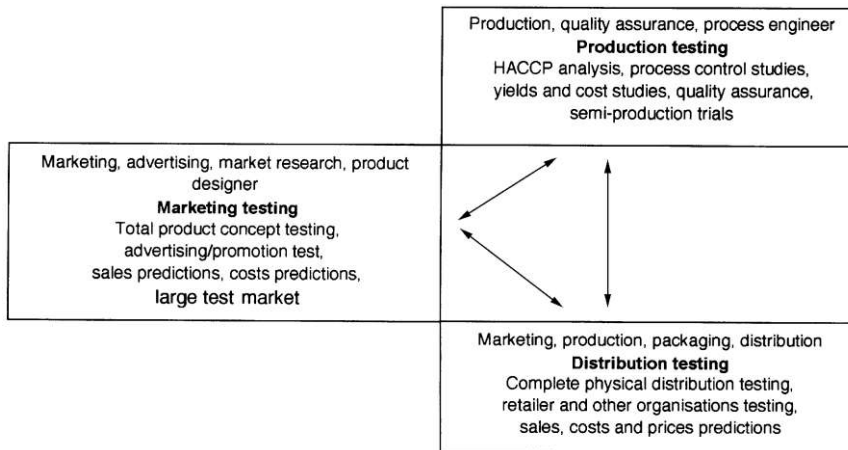 Production, quality assurance, process engineer
Production testing
HACCP analysis, process control studies,
yields and cost studies, quality assurance,
semi-production trials
Marketing, advertising, market research, product
designer
Marketing testing
Total product concept testing,
advertising/promotion test,
sales predictions, costs predictions,
large test market
Marketing, production, packaging, distribution
Distribution testing
Complete physical distribution testing,
retailer and other organisations testing,
sales, costs and prices predictions